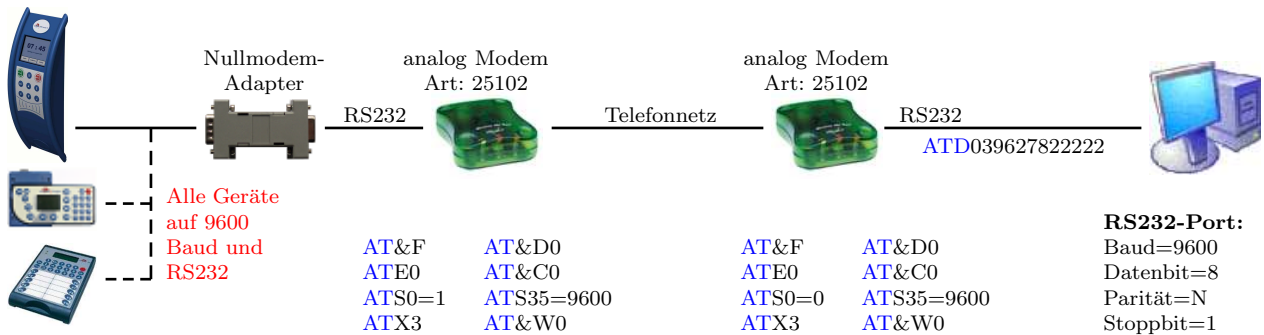 07:45
Nullmodem-
Adapter
analog Modem
Art: 25102
analog Modem
Art: 25102
RS232
Telefonnetz
RS232
ATD039627822222
Alle Geräte
auf 9600
Baud und
RS232
AT&F AT&D0
ATE0 AT&C0
ATS0=1 ATS35=9600
ATX3 AT&W0
AT&F AT&D0
ATE0 AT&C0
ATS0=0 ATS35=9600
ATX3 AT&W0
RS232-Port:
Baud=9600
Datenbit=8
Parität=N
Stoppbit=1